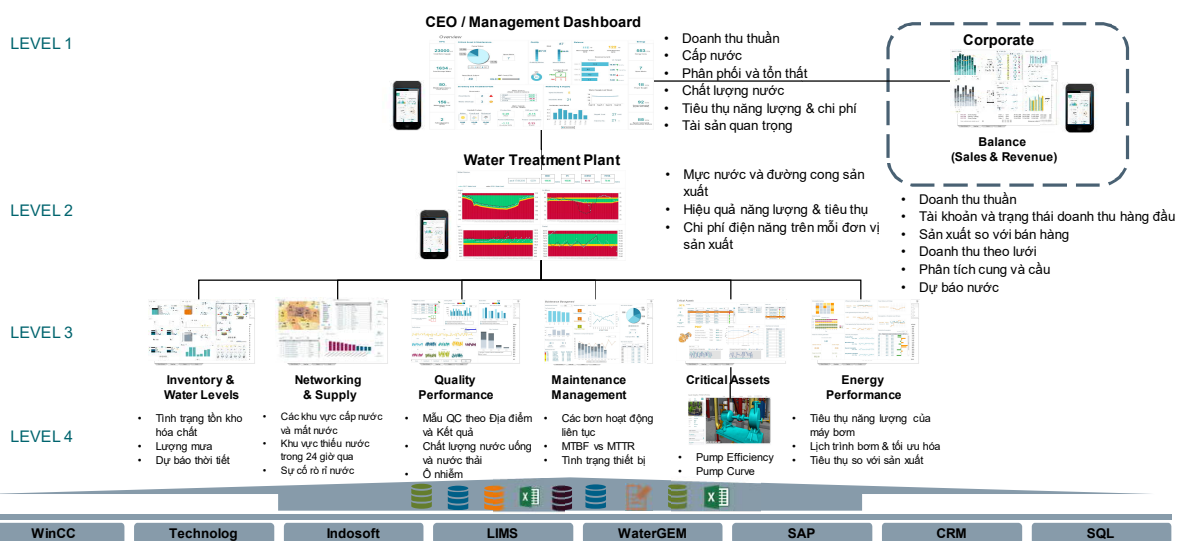 CEO / Management Dashboard
LEVEL 1
Overview
• Doanh thu thuần
• Cấp nước
• Phân phối và tổn thất
• Chất lượng nước
• Tiêu thụ năng lượng & chi phí
• Tài sản quan trọng
Corporate
Balance
(Sales & Revenue)
• Doanh thu thuần
• Tài khoản và trạng thái doanh thu hàng đầu
• Sản xuất so với bán hàng
• Doanh thu theo lưới
• Phân tích cung và cầu
• Dự báo nước
Water Treatment Plant
LEVEL 2
• Mực nước và đường cong sản
xuất
• Hiệu quả năng lượng & tiêu thụ
• Chi phí điện năng trên mỗi đơn vị
sản xuất
LEVEL 3
LEVEL 4
Inventory &
Water Levels
• Tình trạng tồn kho
hóa chất
• Lượng mưa
• Dự báo thời tiết
Networking
& Supply
• Các khu vực cấp nước
và mất nước
• Khu vực thiếu nước
trong 24 giờ qua
• Sự cố rò rỉ nước
Quality
Performance
• Mẫu QC theo Địa điểm
và Kết quả
• Chất lượng nước uống
và nước thải
• Ô nhiễm
Maintenance
Management
• Các bơn hoạt động
liên tục
• MTBF vs MTTR
• Tình trạng thiết bị
Critical Assets
• Pump Efficiency
• Pump Curve
Energy
Performance
• Tiêu thụ năng lượng của
máy bơm
• Lịch trình bơm & tối ưu hóa
• Tiêu thụ so với sản xuất
WinCC
Technolog
Indosoft
LIMS
WaterGEM
SAP
CRM
SQL